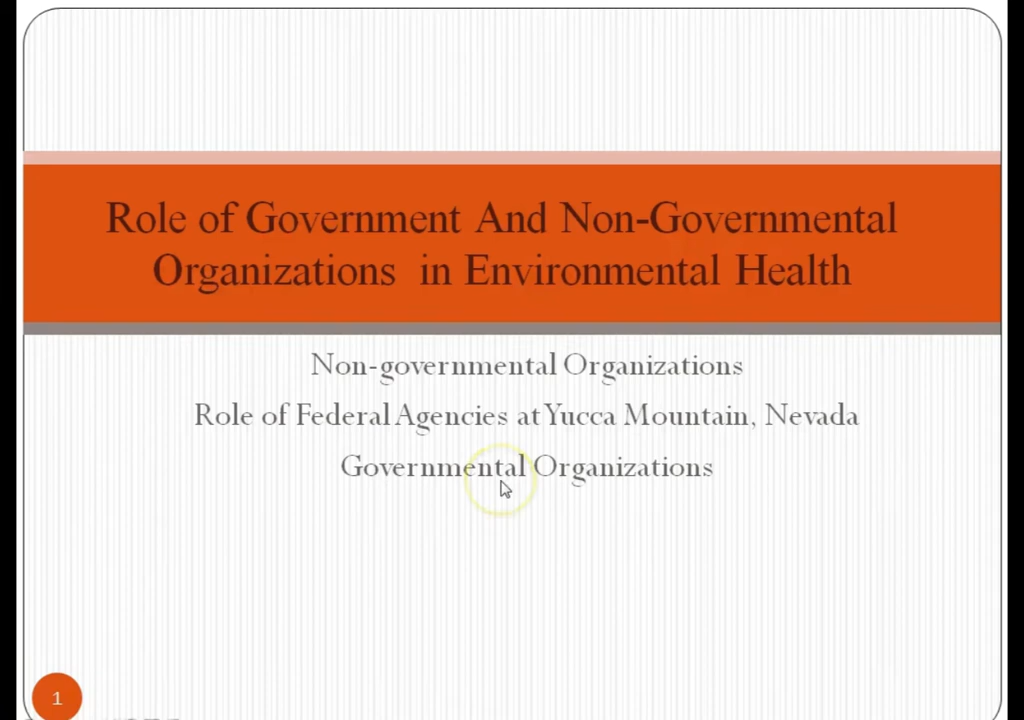 Role of Government And Non-Governmental
Organizations in Environmental Health
Non-governmental Organizations
Role of Federal Agencies at Yucca Mountain, Nevada
Governmental Organizations
1